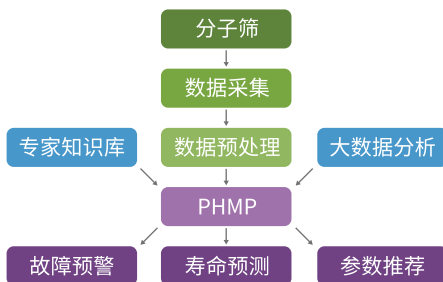 分子筛
数据采集
专家知识库
数据预处理
大数据分析
PHMP
故障预警
寿命预测
参数推荐